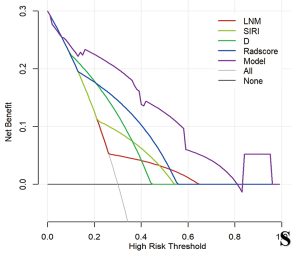 0.3
0.2
0.1
0.0
Net Benefit
LNM
SIRI
D
Radscore
Model
All
None
0.0 0.2 0.4 0.6 0.8 1
S
High Risk Threshold